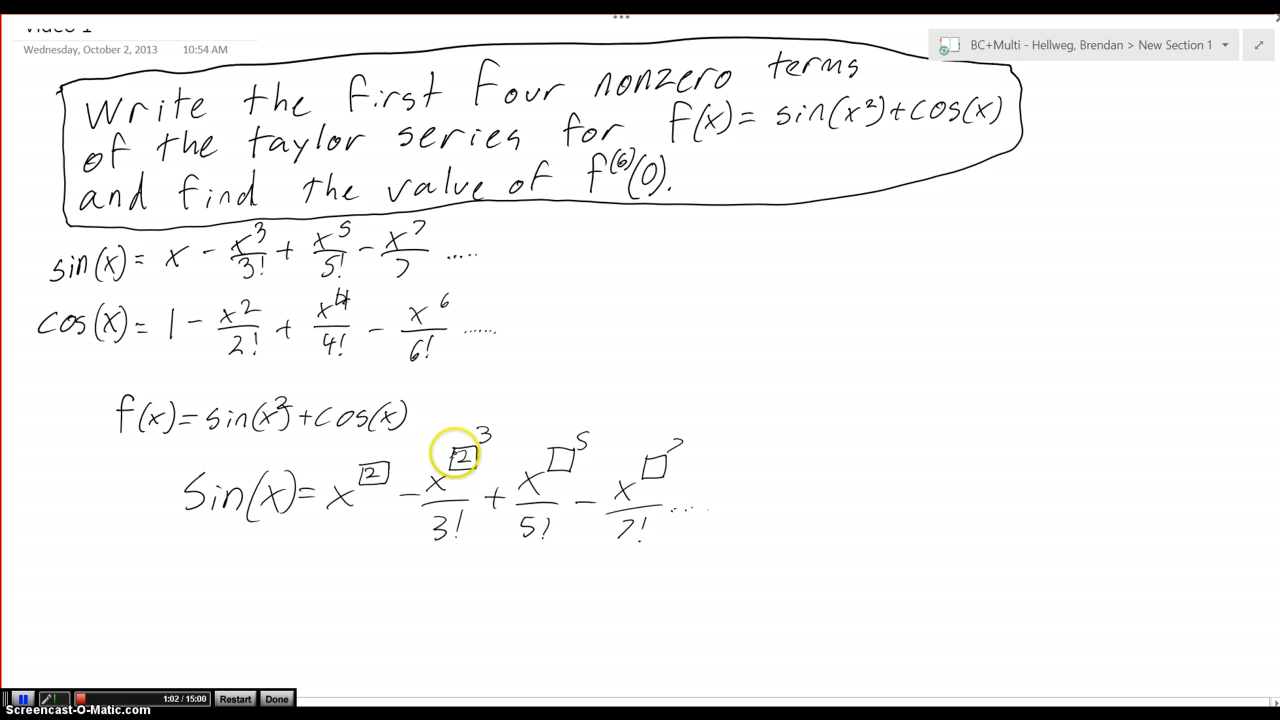 Video 1
Wednesday, October 2, 2013 10:54 AM
BC+Multi - Hellweg, Brendan > New Section 1
Write the first four nonzero terms
of the taylor series for f(x) = sin(x²)+cos(x)
and find the value of f⁽⁶⁾(0).
sin(x) = x - x³/3! + x⁵/5! - x⁷/7 .....
cos(x) = 1 - x²/2! + x⁴/4! - x⁶/6! ......
f(x) = sin(x²)+cos(x)
Sin(x) = x^[2] - x^[2]³/3! + x^[ ]⁵/5! - x^[ ]⁷/7! ....
1:02 / 15:00 Restart Done
Screencast-O-Matic.com